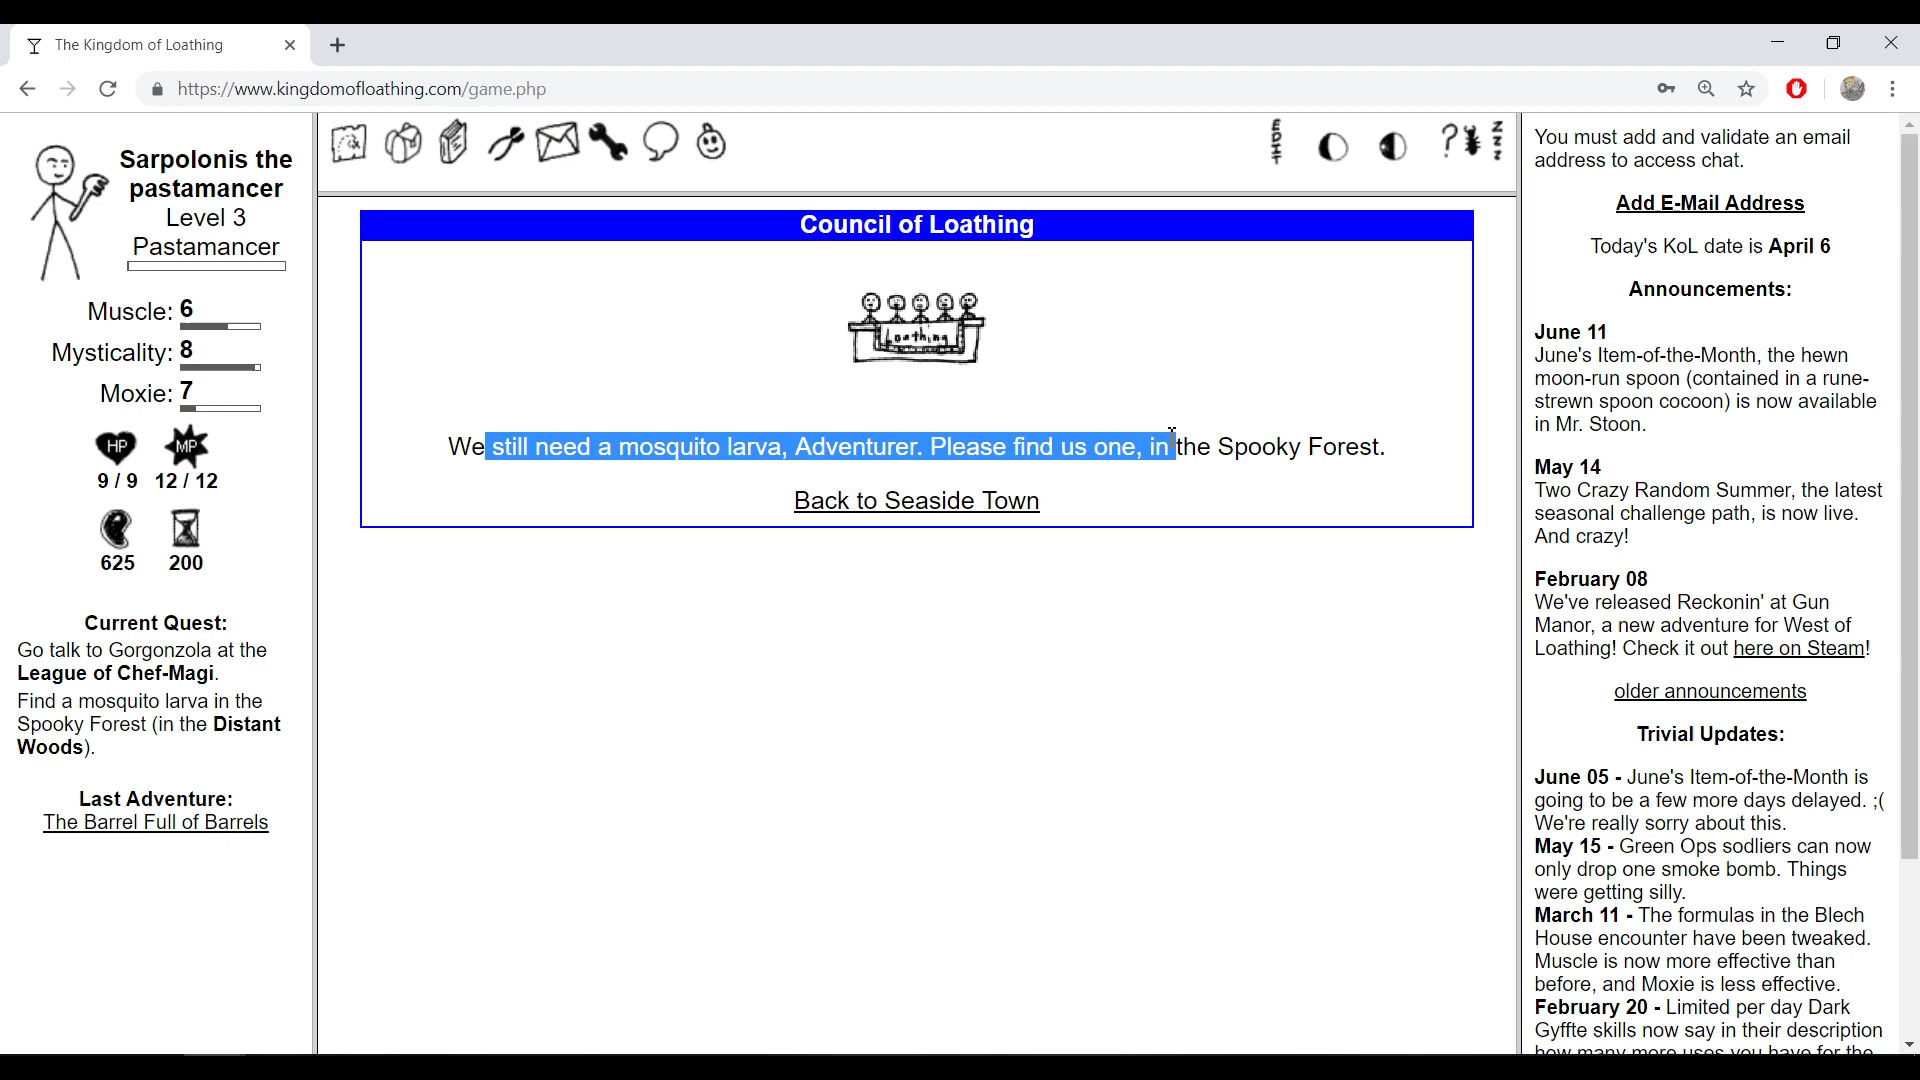 The Kingdom of Loathing
https://www.kingdomofloathing.com/game.php
Sarpolonis the
pastamancer
Level 3
Pastamancer
Muscle: 6
Mysticality: 8
Moxie: 7
HP MP
9 / 9 12 / 12
625 200
Current Quest:
Go talk to Gorgonzola at the
League of Chef-Magi.
Find a mosquito larva in the
Spooky Forest (in the Distant
Woods).
Last Adventure:
The Barrel Full of Barrels
EDIT
?
ZZZ
Council of Loathing
Loathing
We still need a mosquito larva, Adventurer. Please find us one, in the Spooky Forest.
Back to Seaside Town
You must add and validate an email
address to access chat.
Add E-Mail Address
Today's KoL date is April 6
Announcements:
June 11
June's Item-of-the-Month, the hewn
moon-run spoon (contained in a rune-
strewn spoon cocoon) is now available
in Mr. Stoon.
May 14
Two Crazy Random Summer, the latest
seasonal challenge path, is now live.
And crazy!
February 08
We've released Reckonin' at Gun
Manor, a new adventure for West of
Loathing! Check it out here on Steam!
older announcements
Trivial Updates:
June 05 - June's Item-of-the-Month is
going to be a few more days delayed. ;(
We're really sorry about this.
May 15 - Green Ops sodliers can now
only drop one smoke bomb. Things
were getting silly.
March 11 - The formulas in the Blech
House encounter have been tweaked.
Muscle is now more effective than
before, and Moxie is less effective.
February 20 - Limited per day Dark
Gyffte skills now say in their description
how many more uses you have for the